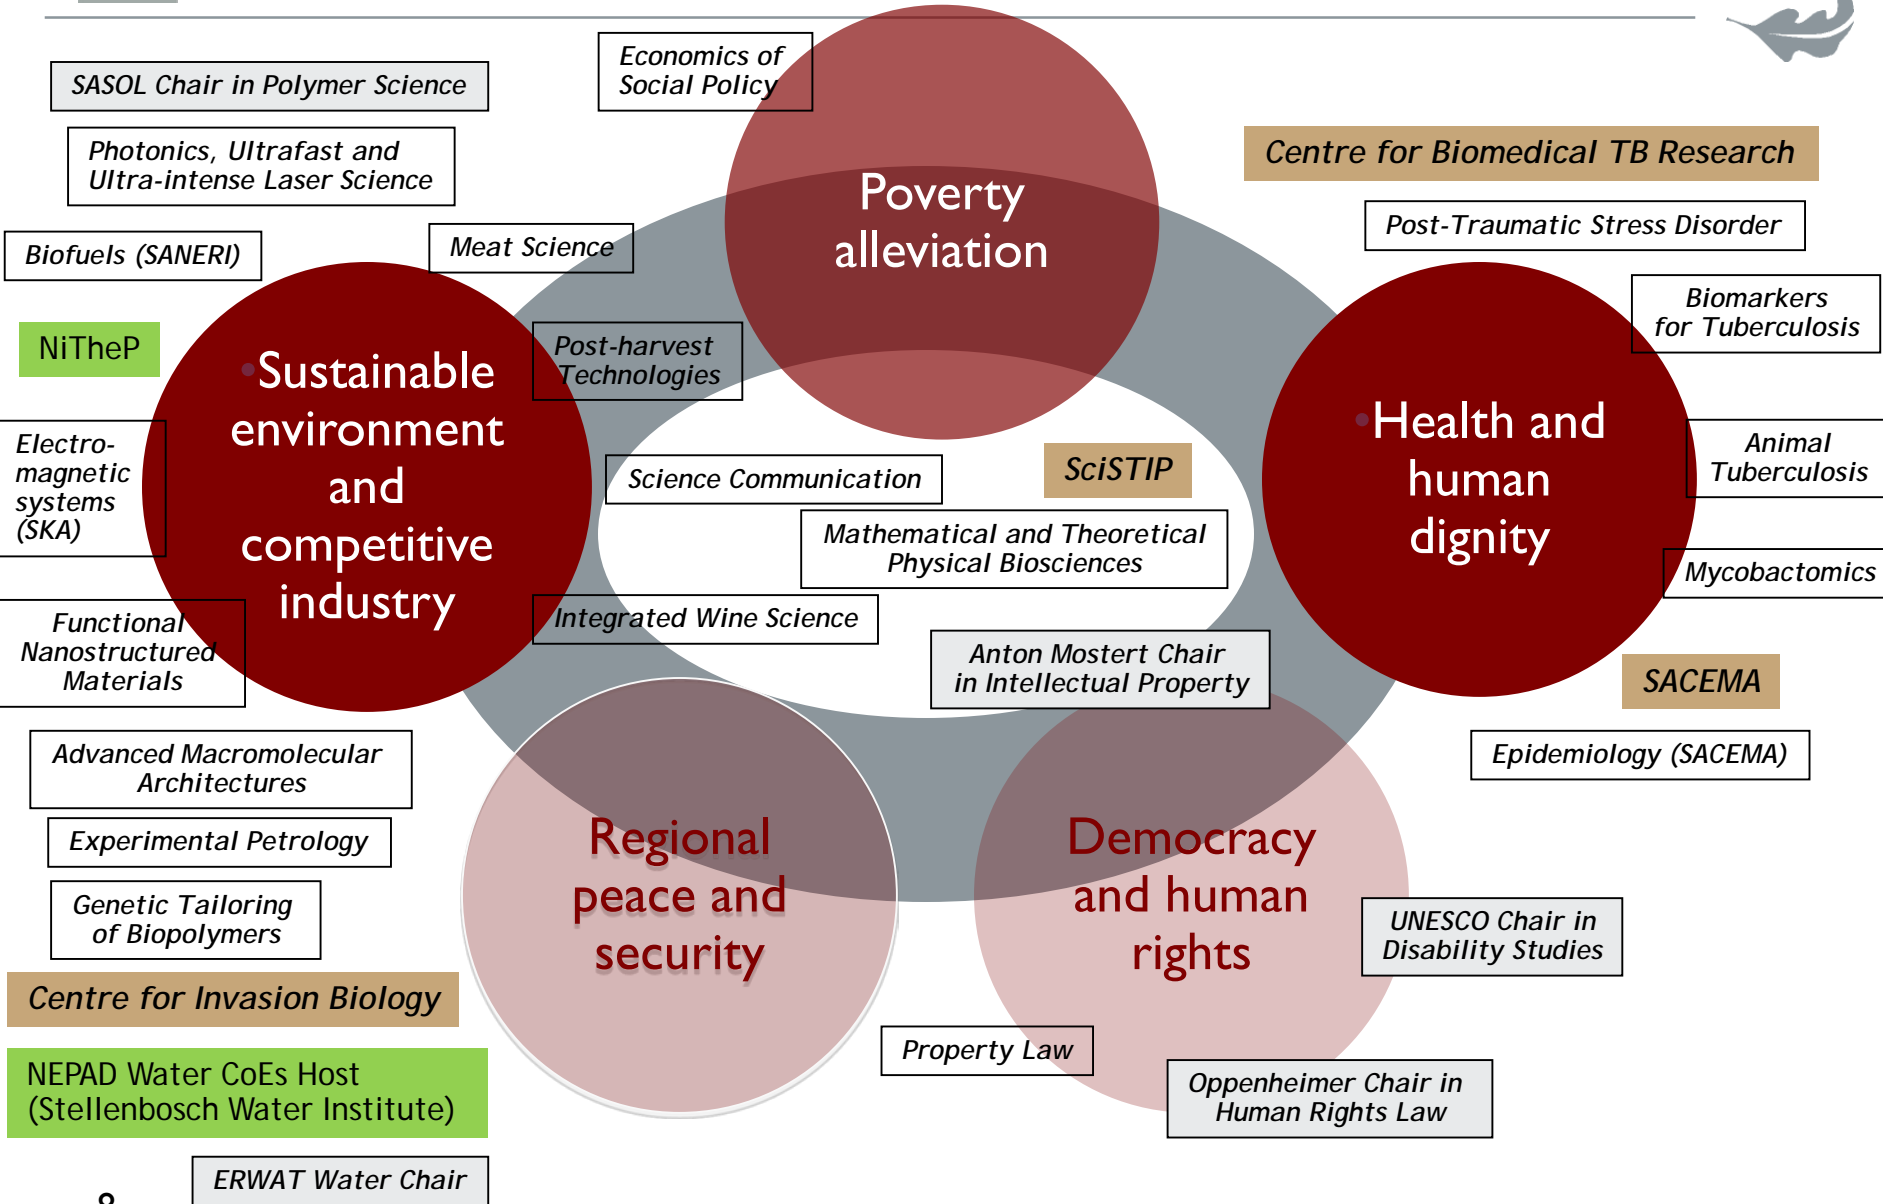 SASOL Chair in Polymer Science
Economics of
Social Policy
Photonics, Ultrafast and
Ultra-intense Laser Science
Centre for Biomedical TB Research
Poverty
alleviation
Post-Traumatic Stress Disorder
Biofuels (SANERI)
Meat Science
Biomarkers
for Tuberculosis
NiTheP
Post-harvest
Technologies
•Sustainable
environment
and
competitive
industry
•Health and
human
dignity
Electro-
magnetic
systems
(SKA)
Science Communication
SciSTIP
Animal
Tuberculosis
Mathematical and Theoretical
Physical Biosciences
Mycobactomics
Functional
Nanostructured
Materials
Integrated Wine Science
Anton Mostert Chair
in Intellectual Property
SACEMA
Advanced Macromolecular
Architectures
Epidemiology (SACEMA)
Experimental Petrology
Regional
peace and
security
Democracy
and human
rights
Genetic Tailoring
of Biopolymers
UNESCO Chair in
Disability Studies
Centre for Invasion Biology
Property Law
NEPAD Water CoEs Host
(Stellenbosch Water Institute)
Oppenheimer Chair in
Human Rights Law
ERWAT Water Chair